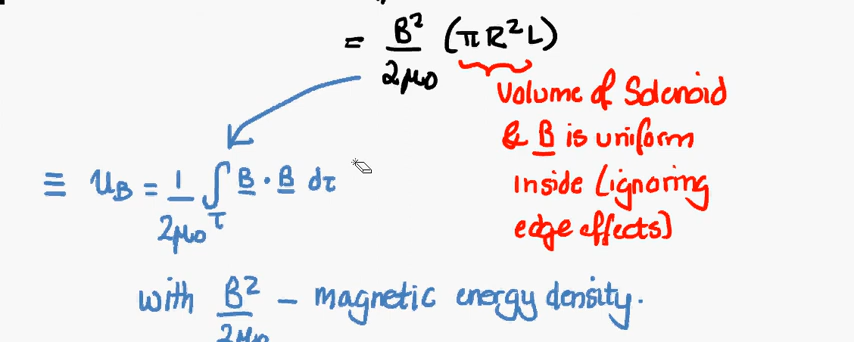 = B²/2μ₀ (πR²L)
Volume of Solenoid
& B is uniform
inside (ignoring
edge effects)
≡ U_B = 1/2μ₀ ∫_τ B · B dτ
with B²/2μ₀ – magnetic energy density.